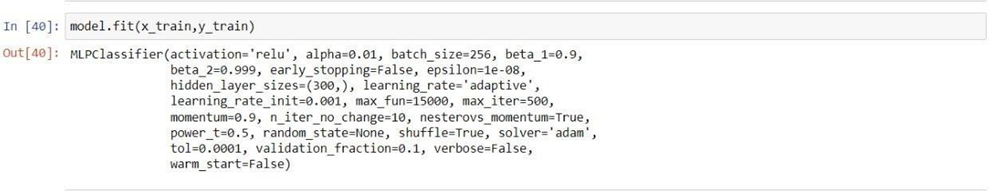 In [40]: model.fit(x_train,y_train)
Out[40]: MLPClassifier(activation='relu', alpha=0.01, batch_size=256, beta_1=0.9,
beta_2=0.999, early_stopping=False, epsilon=1e-08,
hidden_layer_sizes=(300,), learning_rate='adaptive',
learning_rate_init=0.001, max_fun=15000, max_iter=500,
momentum=0.9, n_iter_no_change=10, nesterovs_momentum=True,
power_t=0.5, random_state=None, shuffle=True, solver='adam',
tol=0.0001, validation_fraction=0.1, verbose=False,
warm_start=False)